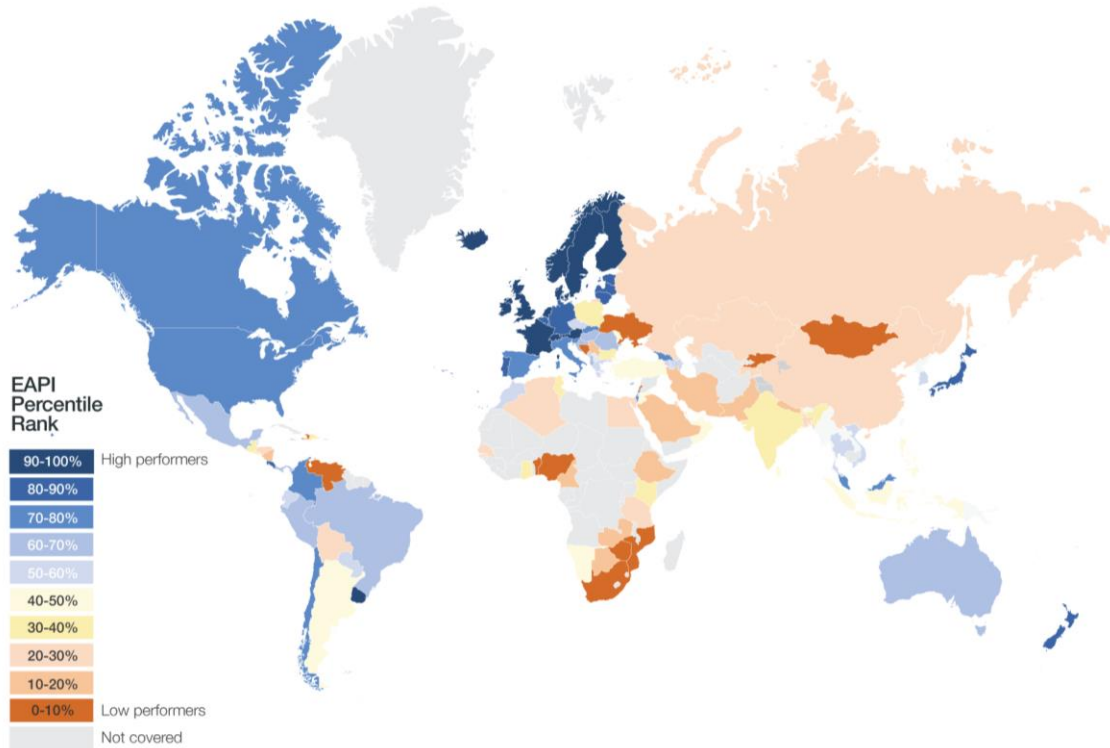 EAPI
Percentile
Rank
90-100% High performers
80-90%
70-80%
60-70%
50-60%
40-50%
30-40%
20-30%
10-20%
0-10% Low performers
Not covered